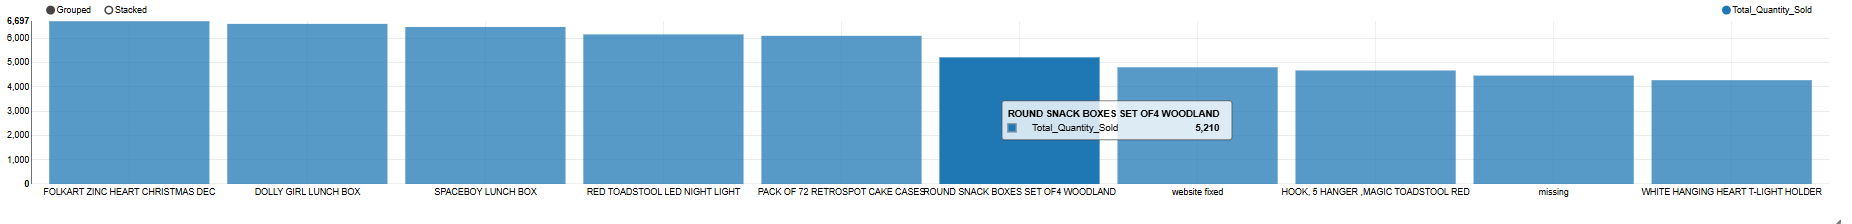 Grouped Stacked Total_Quantity_Sold
6,697
6,000
5,000
4,000
3,000
2,000
1,000
0
ROUND SNACK BOXES SET OF4 WOODLAND
Total_Quantity_Sold 5,210
FOLKART ZINC HEART CHRISTMAS DEC DOLLY GIRL LUNCH BOX SPACEBOY LUNCH BOX RED TOADSTOOL LED NIGHT LIGHT PACK OF 72 RETROSPOT CAKE CASES ROUND SNACK BOXES SET OF4 WOODLAND website fixed HOOK, 5 HANGER ,MAGIC TOADSTOOL RED missing WHITE HANGING HEART T-LIGHT HOLDER